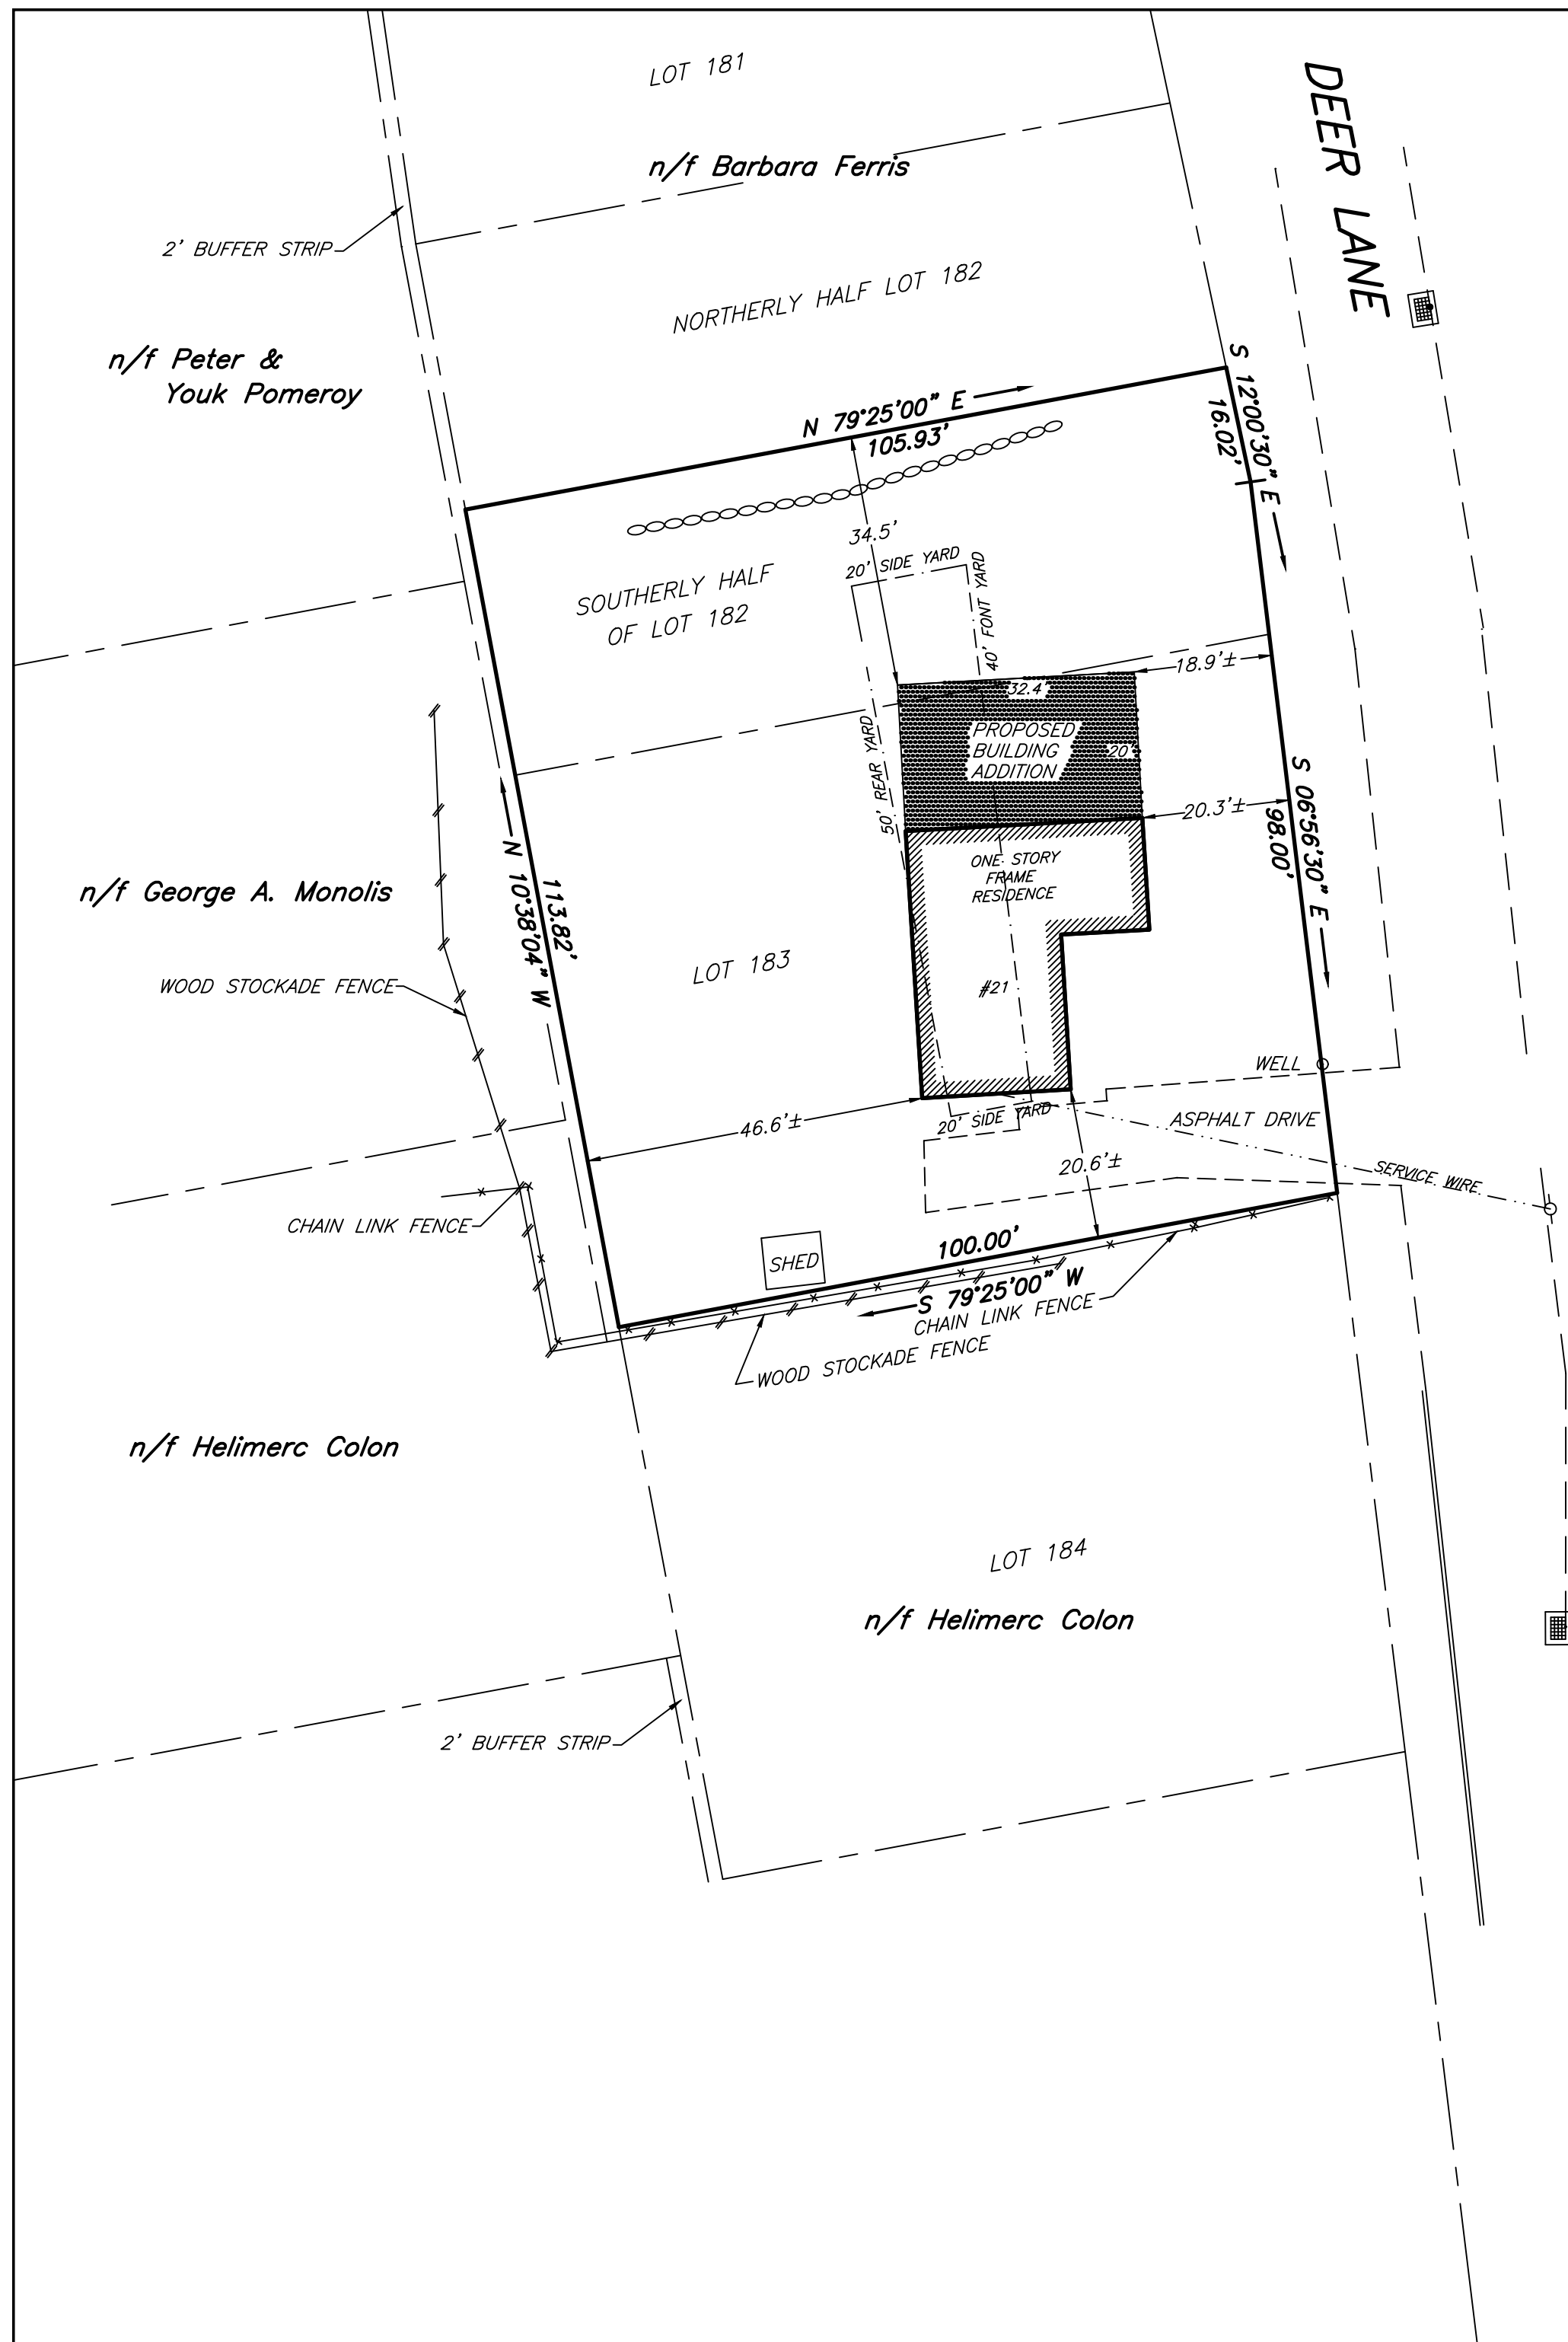 LOT 181
DEER LANE
n/f Barbara Ferris
2' BUFFER STRIP
NORTHERLY HALF LOT 182
n/f Peter &
Youk Pomeroy
S 12°00'30" E
16.02'
N 79°25'00" E
105.93'
34.5'
20' SIDE YARD
40' FONT YARD
SOUTHERLY HALF
OF LOT 182
18.9'±
32.4'
PROPOSED
BUILDING
ADDITION
20'
50' REAR YARD
S 06°56'30" E
98.00'
20.3'±
ONE STORY
FRAME
RESIDENCE
n/f George A. Monolis
N 10°38'04" W
113.82'
LOT 183
#21
WOOD STOCKADE FENCE
WELL
46.6'±
20' SIDE YARD
ASPHALT DRIVE
20.6'±
SERVICE WIRE
CHAIN LINK FENCE
SHED
100.00'
S 79°25'00" W
CHAIN LINK FENCE
WOOD STOCKADE FENCE
n/f Helimerc Colon
LOT 184
n/f Helimerc Colon
2' BUFFER STRIP